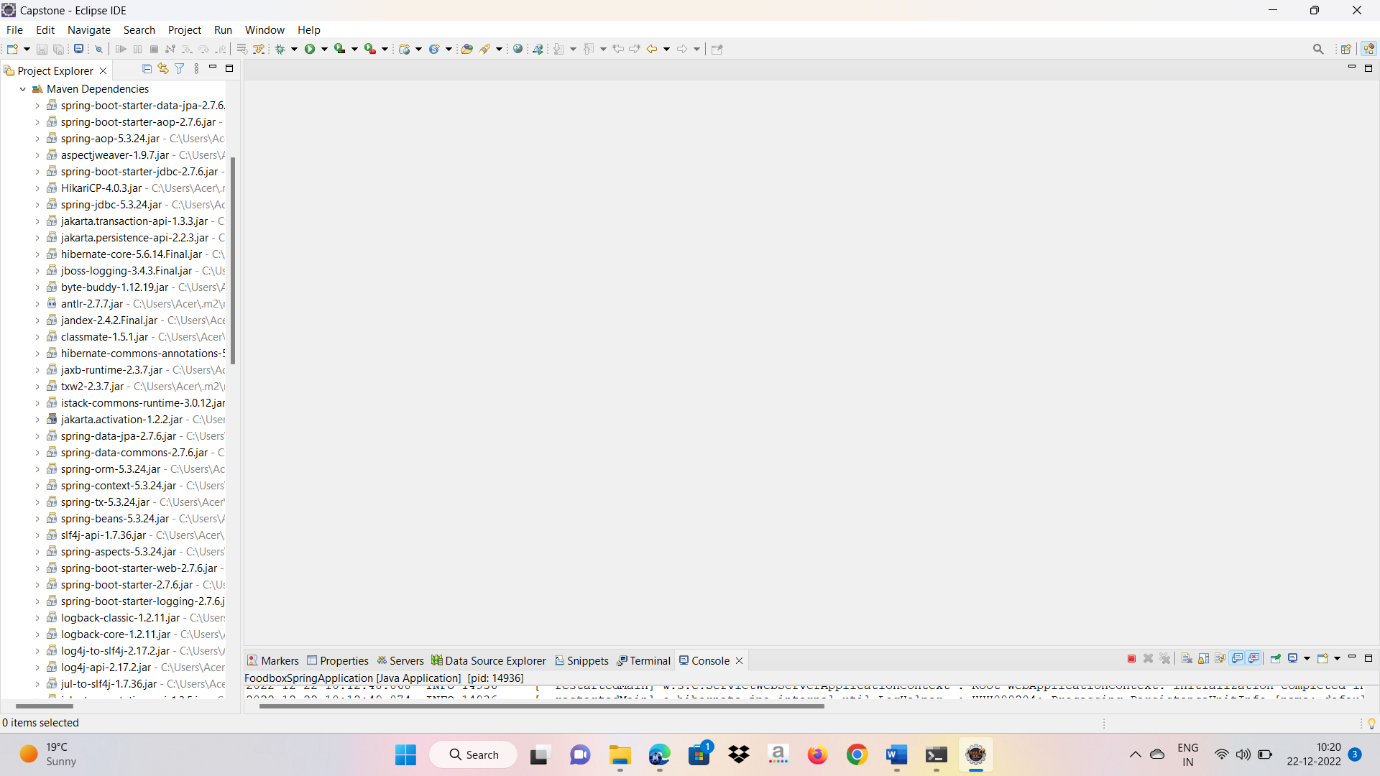 Capstone - Eclipse IDE
File Edit Navigate Search Project Run Window Help
Project Explorer
Maven Dependencies
spring-boot-starter-data-jpa-2.7.6.
spring-boot-starter-aop-2.7.6.jar -
spring-aop-5.3.24.jar - C:\Users\Ac
aspectjweaver-1.9.7.jar - C:\Users\A
spring-boot-starter-jdbc-2.7.6.jar -
HikariCP-4.0.3.jar - C:\Users\Acer\.r
spring-jdbc-5.3.24.jar - C:\Users\Ac
jakarta.transaction-api-1.3.3.jar - C
jakarta.persistence-api-2.2.3.jar - C
hibernate-core-5.6.14.Final.jar - C:\
jboss-logging-3.4.3.Final.jar - C:\Us
byte-buddy-1.12.19.jar - C:\Users\A
antlr-2.7.7.jar - C:\Users\Acer\.m2\r
jandex-2.4.2.Final.jar - C:\Users\Ace
classmate-1.5.1.jar - C:\Users\Acer\
hibernate-commons-annotations-5
jaxb-runtime-2.3.7.jar - C:\Users\Ac
txw2-2.3.7.jar - C:\Users\Acer\.m2\r
istack-commons-runtime-3.0.12.jar
jakarta.activation-1.2.2.jar - C:\User
spring-data-jpa-2.7.6.jar - C:\Users\
spring-data-commons-2.7.6.jar - C
spring-orm-5.3.24.jar - C:\Users\Ac
spring-context-5.3.24.jar - C:\Users
spring-tx-5.3.24.jar - C:\Users\Acer\
spring-beans-5.3.24.jar - C:\Users\A
slf4j-api-1.7.36.jar - C:\Users\Acer\.
spring-aspects-5.3.24.jar - C:\Users
spring-boot-starter-web-2.7.6.jar -
spring-boot-starter-2.7.6.jar - C:\Us
spring-boot-starter-logging-2.7.6.j
logback-classic-1.2.11.jar - C:\Users
logback-core-1.2.11.jar - C:\Users\A
log4j-to-slf4j-2.17.2.jar - C:\Users\A
log4j-api-2.17.2.jar - C:\Users\Acer
jul-to-slf4j-1.7.36.jar - C:\Users\Ace
Markers Properties Servers Data Source Explorer Snippets Terminal Console
FoodboxSpringApplication [Java Application] [pid: 14936]
0 items selected
19°C
Sunny
Search
1
ENG
IN
10:20
22-12-2022
3